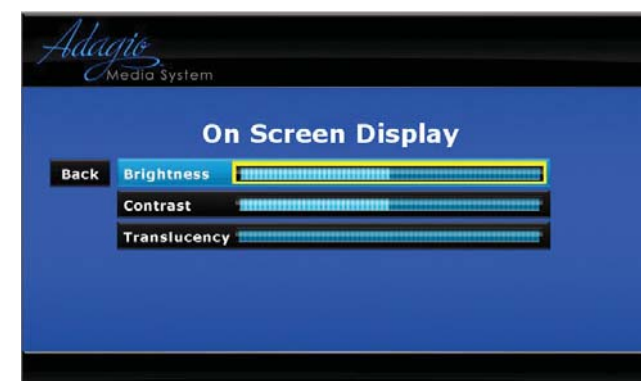 Adagio
Media System
On Screen Display
Back
Brightness
Contrast
Translucency